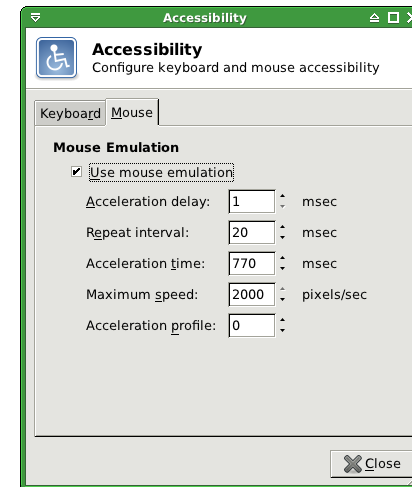 Accessibility
Accessibility
Configure keyboard and mouse accessibility
Keyboard Mouse
Mouse Emulation
Use mouse emulation
Acceleration delay: 1 msec
Repeat interval: 20 msec
Acceleration time: 770 msec
Maximum speed: 2000 pixels/sec
Acceleration profile: 0
Close